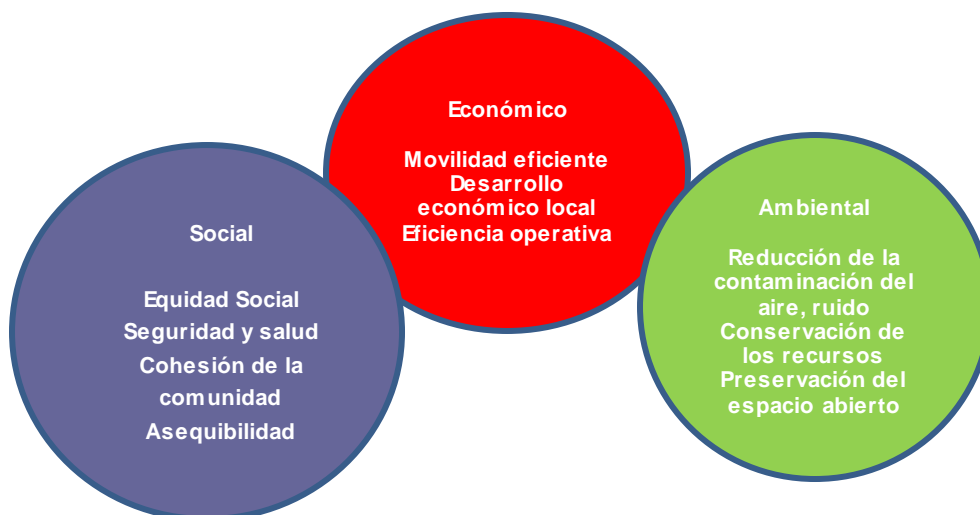 Social
Equidad Social
Seguridad y salud
Cohesión de la
comunidad
Asequibilidad
Económico
Movilidad eficiente
Desarrollo
económico local
Eficiencia operativa
Ambiental
Reducción de la
contaminación del
aire, ruido
Conservación de
los recursos
Preservación del
espacio abierto